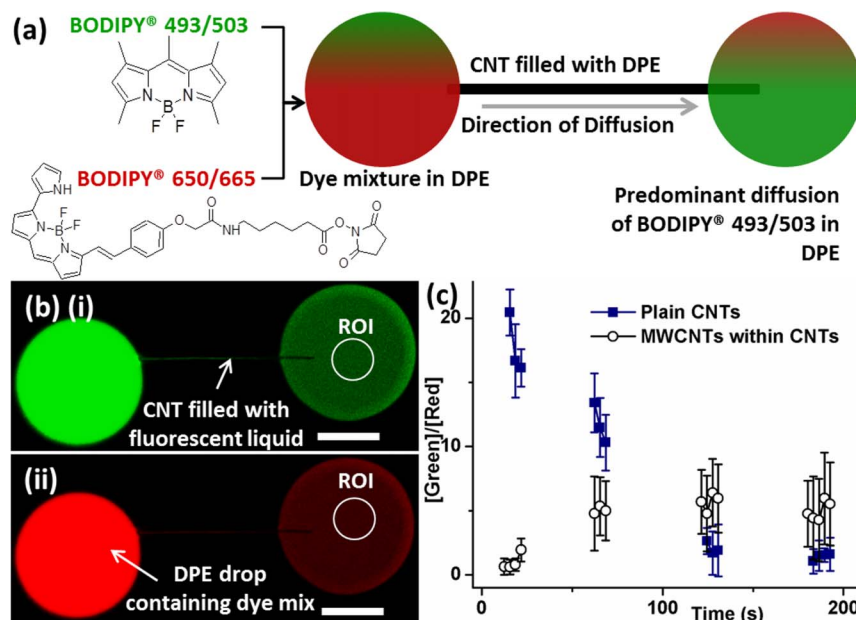 (a)
BODIPY® 493/503
N
N
B
F
F
BODIPY® 650/665
NH
F
F
B
N
N
O
O
NH
O
O
N
O
O
Dye mixture in DPE
CNT filled with DPE
Direction of Diffusion
Predominant diffusion
of BODIPY® 493/503 in
DPE
(b) (i)
ROI
CNT filled with
fluorescent liquid
(ii)
ROI
DPE drop
containing dye mix
(c)
Plain CNTs
MWCNTs within CNTs
[Green]/[Red]
20
10
0
0
100
200
Time (s)